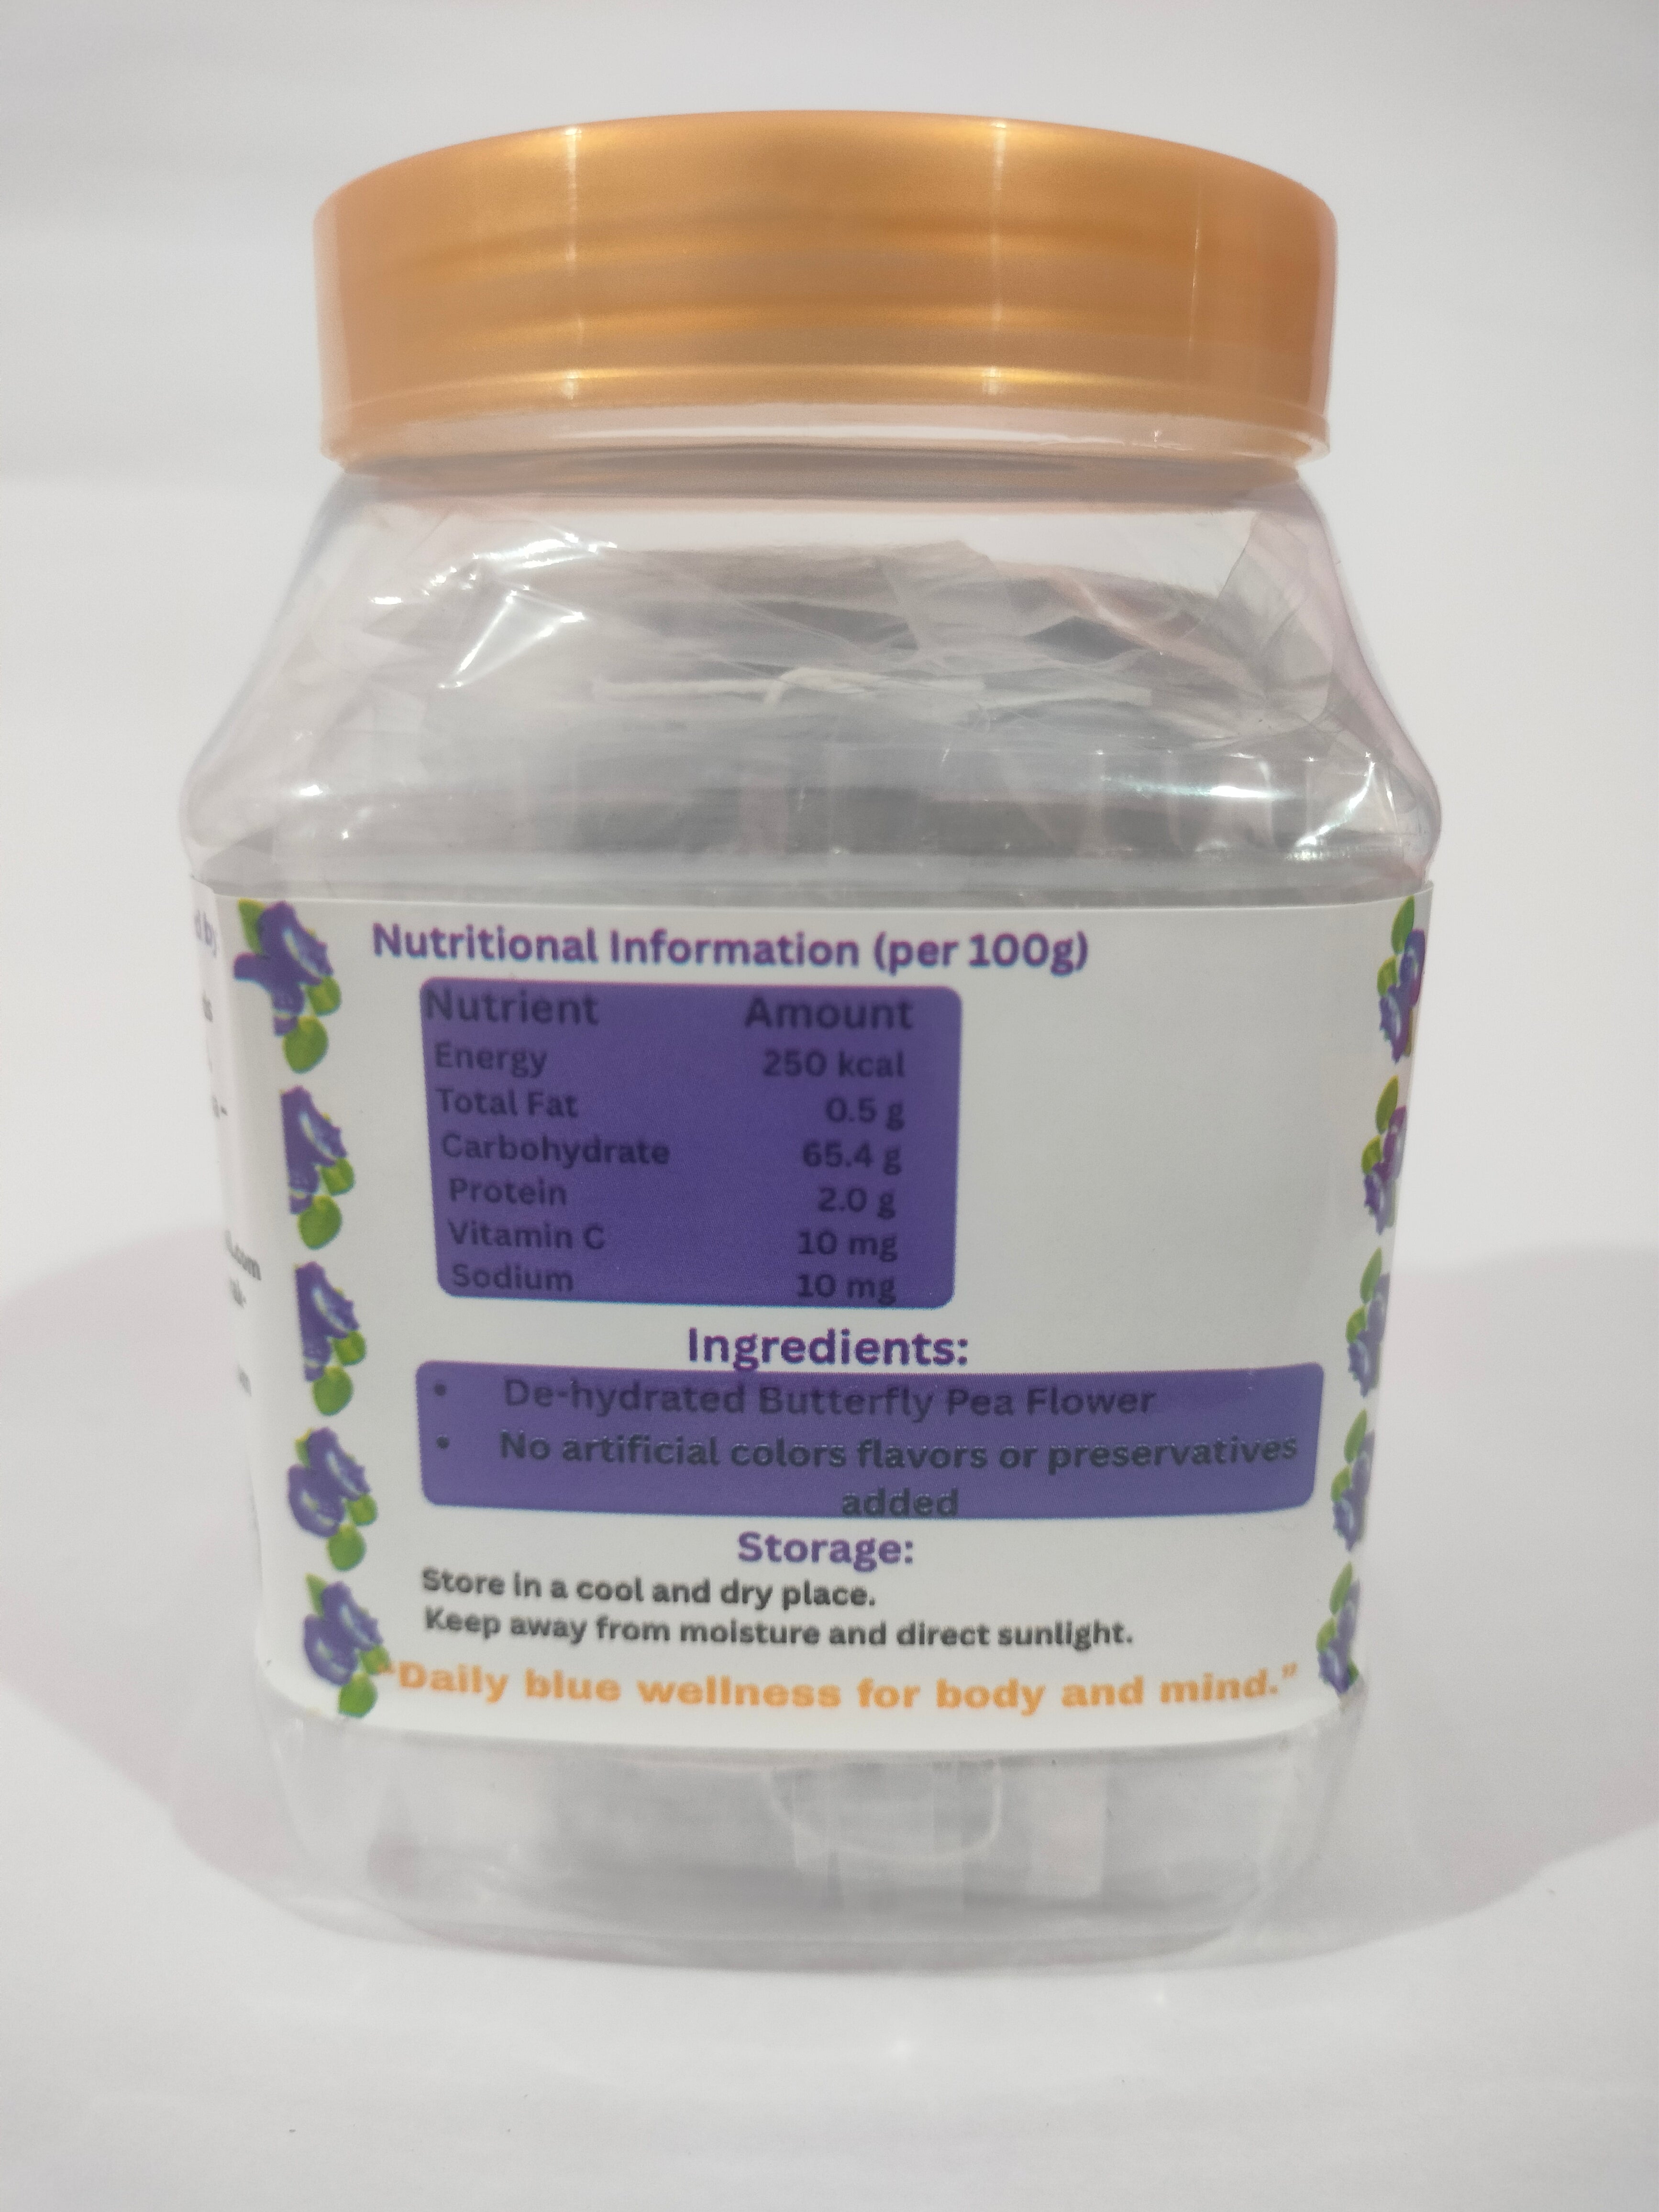 d by
Nutritional Information (per 100g)
Nutrient Amount
Energy 250 kcal
Total Fat 0.5 g
Carbohydrate 65.4 g
Protein 2.0 g
Vitamin C 10 mg
Sodium 10 mg
.com
Ingredients:
• De-hydrated Butterfly Pea Flower
• No artificial colors flavors or preservatives
added
Storage:
Store in a cool and dry place.
Keep away from moisture and direct sunlight.
"Daily blue wellness for body and mind."